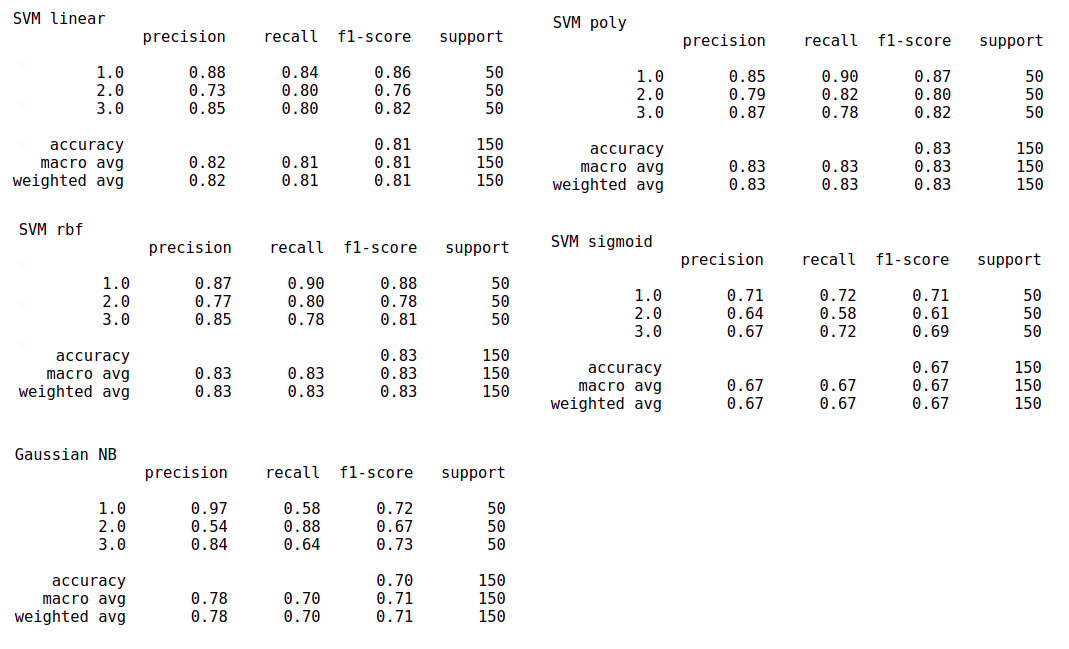 SVM linear
precision recall f1-score support
1.0 0.88 0.84 0.86 50
2.0 0.73 0.80 0.76 50
3.0 0.85 0.80 0.82 50
accuracy 0.81 150
macro avg 0.82 0.81 0.81 150
weighted avg 0.82 0.81 0.81 150
SVM poly
precision recall f1-score support
1.0 0.85 0.90 0.87 50
2.0 0.79 0.82 0.80 50
3.0 0.87 0.78 0.82 50
accuracy 0.83 150
macro avg 0.83 0.83 0.83 150
weighted avg 0.83 0.83 0.83 150
SVM rbf
precision recall f1-score support
1.0 0.87 0.90 0.88 50
2.0 0.77 0.80 0.78 50
3.0 0.85 0.78 0.81 50
accuracy 0.83 150
macro avg 0.83 0.83 0.83 150
weighted avg 0.83 0.83 0.83 150
SVM sigmoid
precision recall f1-score support
1.0 0.71 0.72 0.71 50
2.0 0.64 0.58 0.61 50
3.0 0.67 0.72 0.69 50
accuracy 0.67 150
macro avg 0.67 0.67 0.67 150
weighted avg 0.67 0.67 0.67 150
Gaussian NB
precision recall f1-score support
1.0 0.97 0.58 0.72 50
2.0 0.54 0.88 0.67 50
3.0 0.84 0.64 0.73 50
accuracy 0.70 150
macro avg 0.78 0.70 0.71 150
weighted avg 0.78 0.70 0.71 150